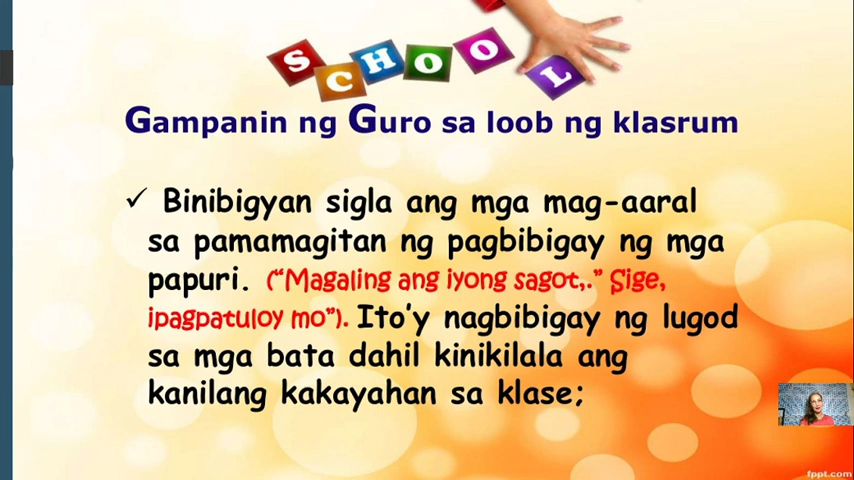 SCHOOL
Gampanin ng Guro sa loob ng klasrum
✓ Binibigyan sigla ang mga mag-aaral
sa pamamagitan ng pagbibigay ng mga
papuri. (“Magaling ang iyong sagot,.” Sige,
ipagpatuloy mo”). Ito’y nagbibigay ng lugod
sa mga bata dahil kinikilala ang
kanilang kakayahan sa klase;
fppt.com